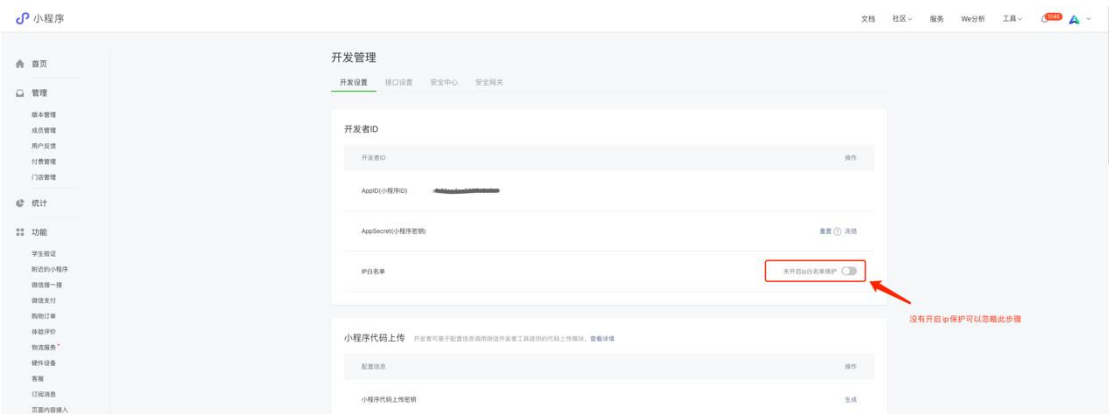 小程序
文档 社区 服务 We分析 工具
首页
管理
版本管理
成员管理
用户反馈
付费管理
门店管理
统计
功能
学生验证
附近的小程序
微信搜一搜
微信支付
购物订单
体验评价
物流服务
硬件设备
客服
订阅消息
页面内容接入
开发管理
开发设置 接口设置 安全中心 安全网关
开发者ID
开发者ID 操作
AppID(小程序ID)
AppSecret(小程序密钥) 重置 ? 冻结
IP白名单 未开启ip白名单保护
没有开启ip保护可以忽略此步骤
小程序代码上传 开发者可基于配置信息调用微信开发者工具提供的代码上传模块。查看详情
配置信息 操作
小程序代码上传密钥 生成